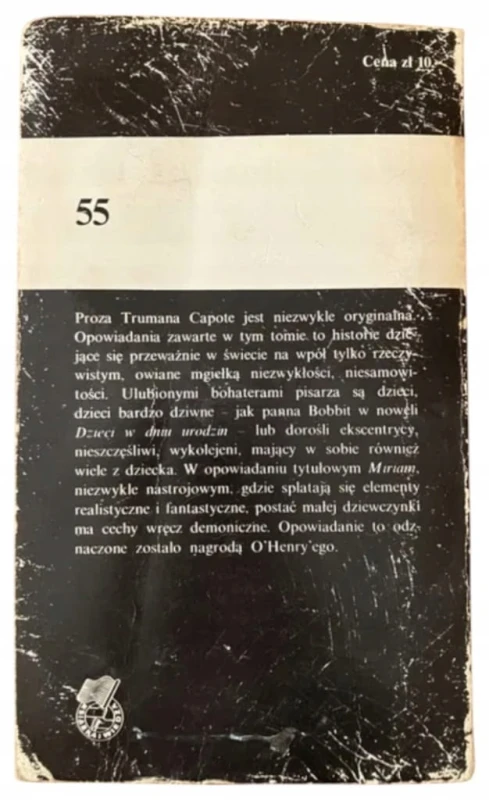 Cena zł 10,-
55
Proza Trumana Capote jest niezwykle oryginalna.
Opowiadania zawarte w tym tomie to historie dzie-
jące się przeważnie w świecie na wpół tylko rzeczy-
wistym, owiane mgiełką niezwykłości, niesamowi-
tości. Ulubionymi bohaterami pisarza są dzieci,
dzieci bardzo dziwne – jak panna Bobbit w noweli
Dzieci w dniu urodzin – lub dorośli ekscentrycy,
nieszczęśliwi, wykolejeni, mający w sobie również
wiele z dziecka. W opowiadaniu tytułowym Miriam,
niezwykle nastrojowym, gdzie splatają się elementy
realistyczne i fantastyczne, postać małej dziewczynki
ma cechy wręcz demoniczne. Opowiadanie to odz-
naczone zostało nagrodą O'Henry'ego.